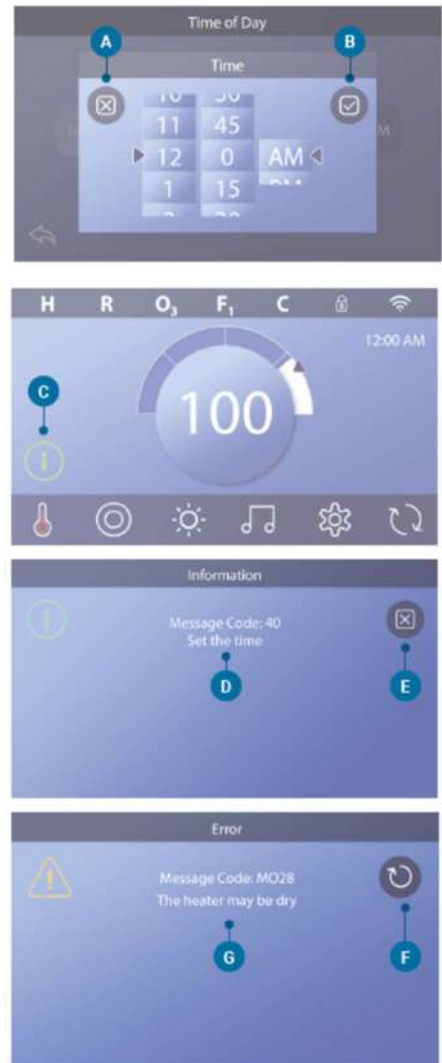 Time of Day
A
B
Time
11 45
12 0 AM
1 15
H R O₃ F₁ C
12:00 AM
C
100
Information
Message Code: 40
Set the time
D
E
Error
Message Code: MO28
The heater may be dry
G
F